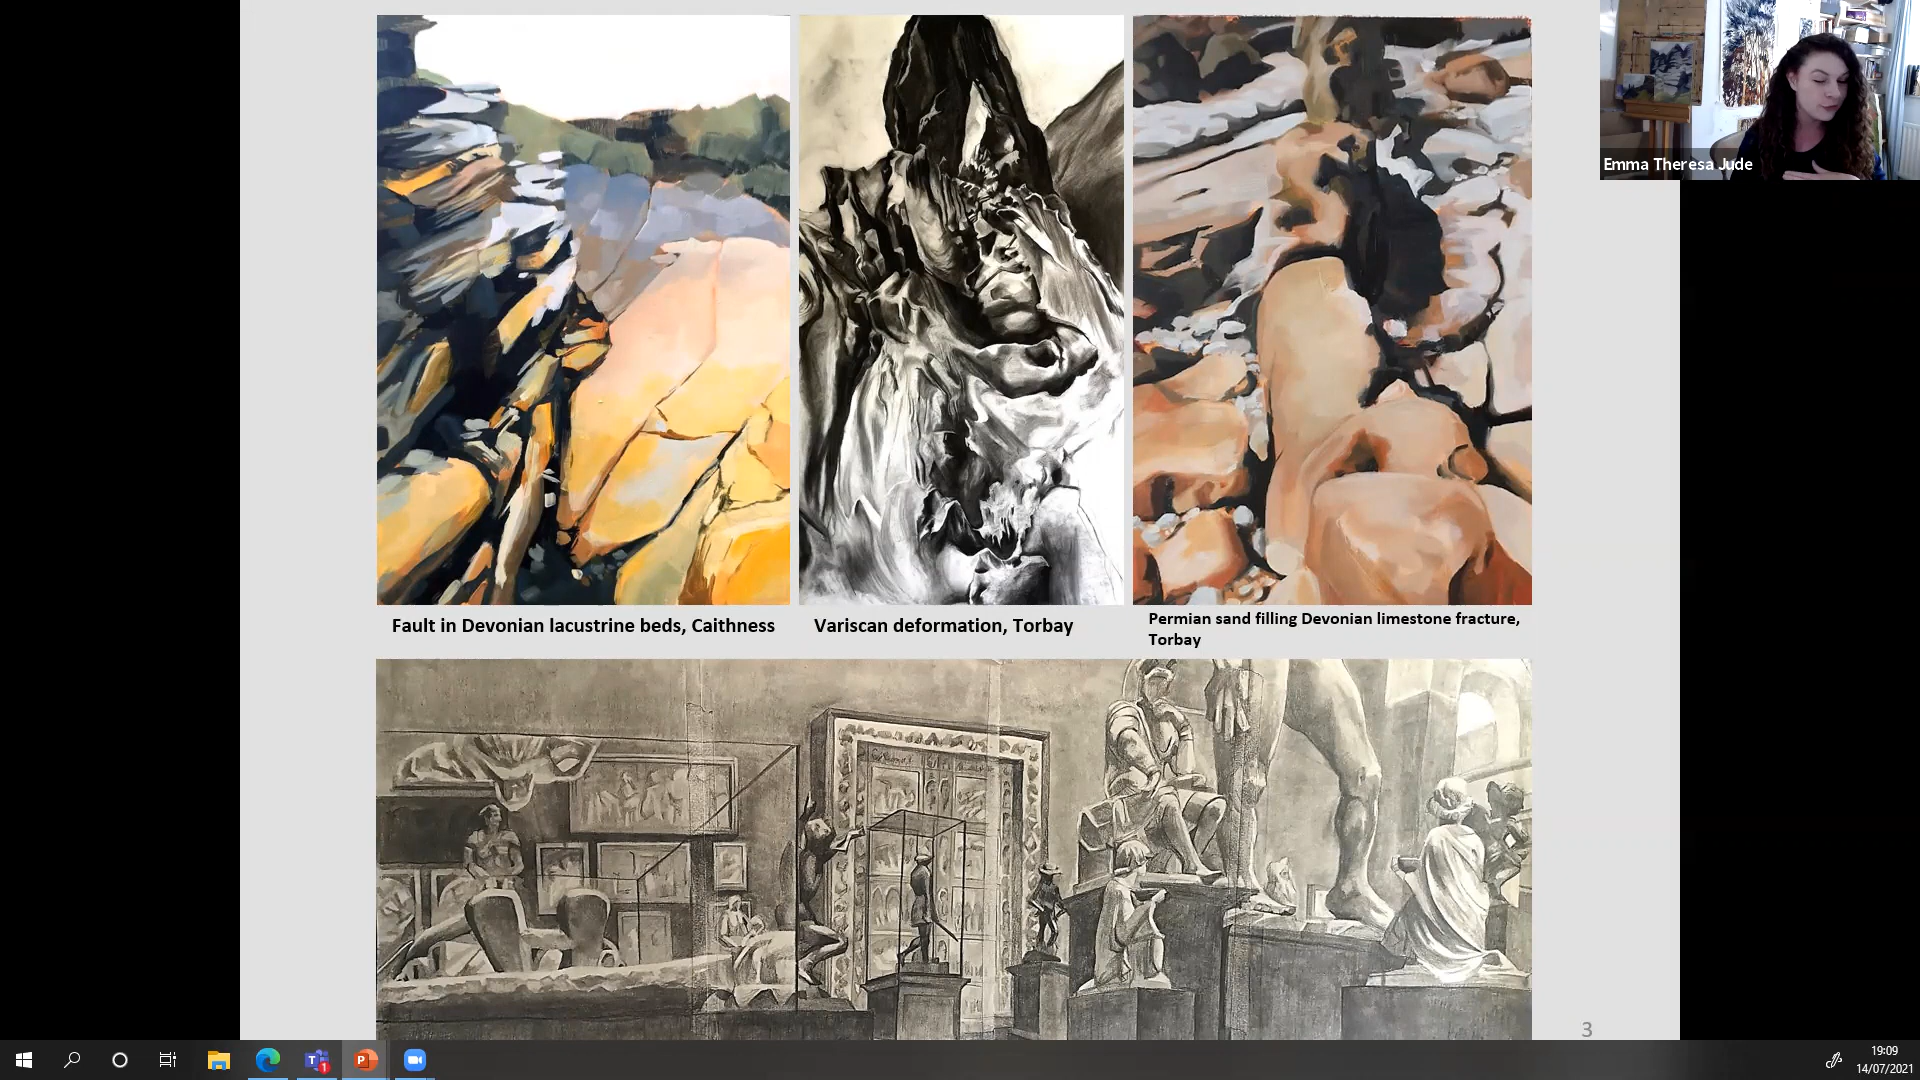 Emma Theresa Jude
Fault in Devonian lacustrine beds, Caithness
Variscan deformation, Torbay
Permian sand filling Devonian limestone fracture,
Torbay
3
19:09
14/07/2021